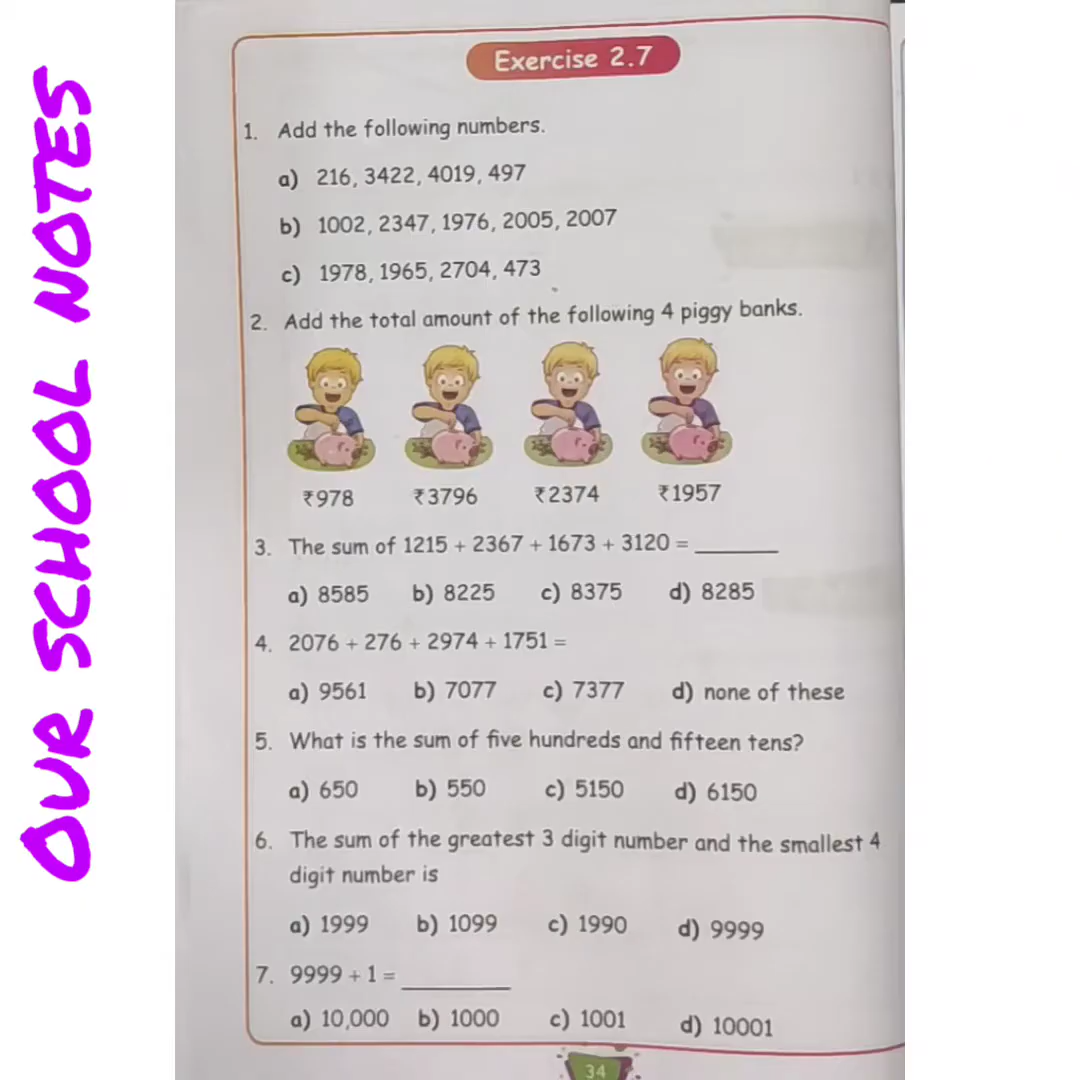 OUR SCHOOL NOTES
Exercise 2.7
1. Add the following numbers.
a) 216, 3422, 4019, 497
b) 1002, 2347, 1976, 2005, 2007
c) 1978, 1965, 2704, 473
2. Add the total amount of the following 4 piggy banks.
₹978 ₹3796 ₹2374 ₹1957
3. The sum of 1215 + 2367 + 1673 + 3120 = ________
a) 8585 b) 8225 c) 8375 d) 8285
4. 2076 + 276 + 2974 + 1751 =
a) 9561 b) 7077 c) 7377 d) none of these
5. What is the sum of five hundreds and fifteen tens?
a) 650 b) 550 c) 5150 d) 6150
6. The sum of the greatest 3 digit number and the smallest 4
digit number is
a) 1999 b) 1099 c) 1990 d) 9999
7. 9999 + 1 = __________
a) 10,000 b) 1000 c) 1001 d) 10001
34